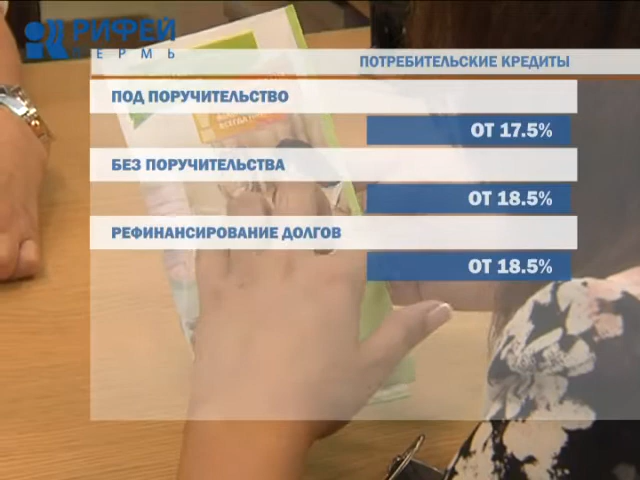 РИФЕЙ
ПЕРМЬ
ПОТРЕБИТЕЛЬСКИЕ КРЕДИТЫ
ПОД ПОРУЧИТЕЛЬСТВО
ОТ 17.5%
БЕЗ ПОРУЧИТЕЛЬСТВА
ОТ 18.5%
РЕФИНАНСИРОВАНИЕ ДОЛГОВ
ОТ 18.5%